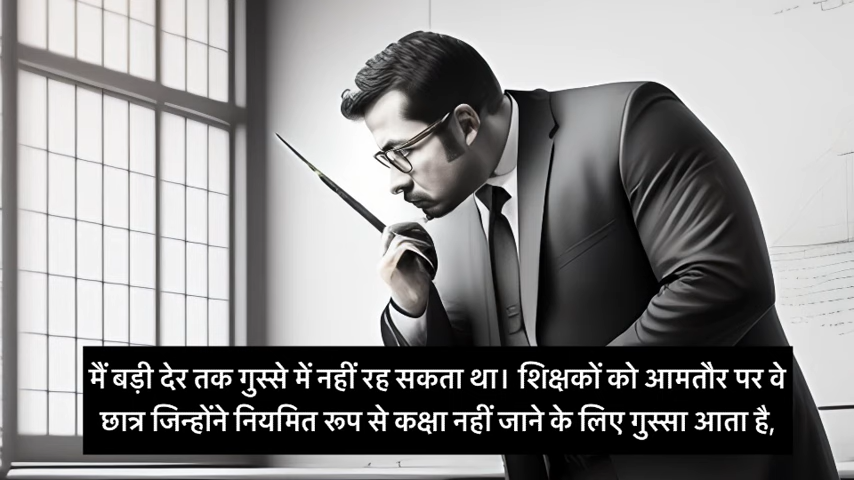 मैं बड़ी देर तक गुस्से में नहीं रह सकता था। शिक्षकों को आमतौर पर वे
छात्र जिन्होंने नियमित रूप से कक्षा नहीं जाने के लिए गुस्सा आता है,